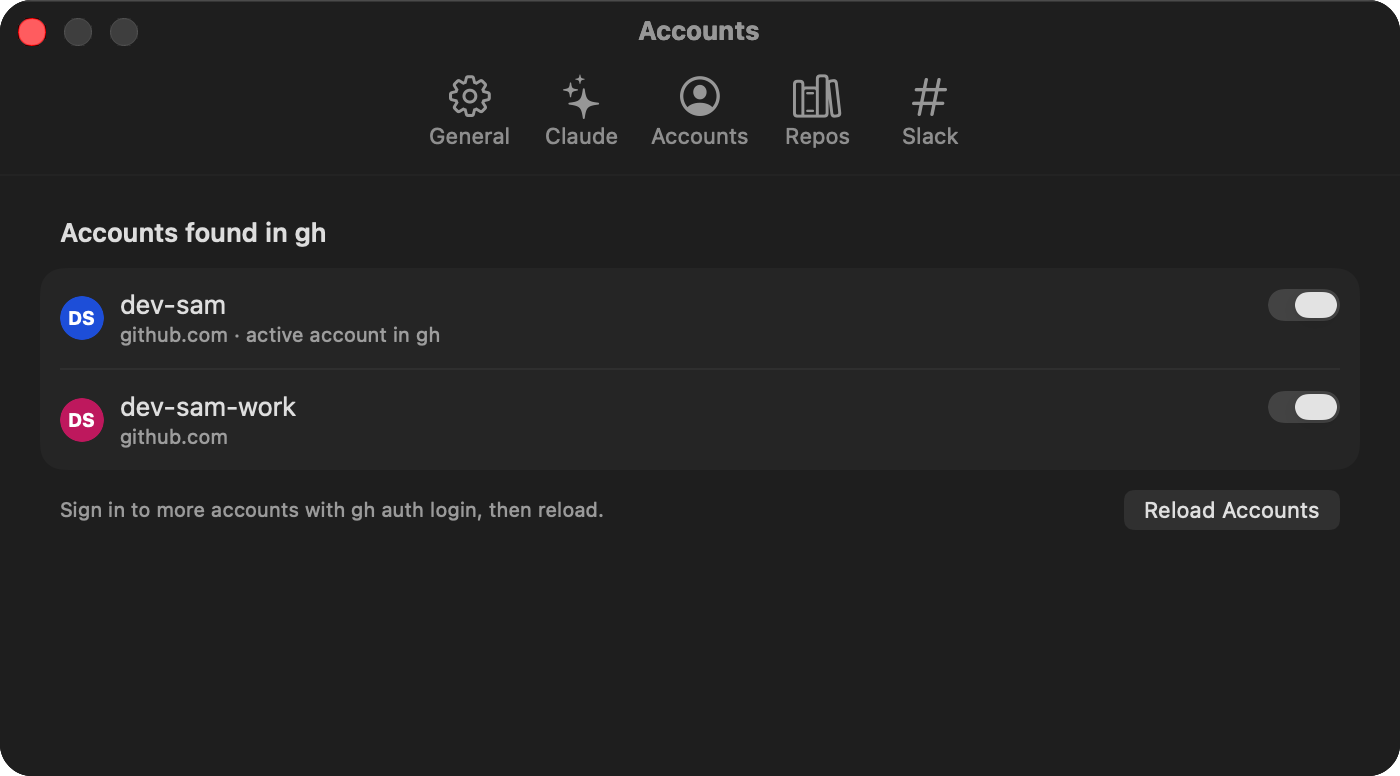 Accounts
General
Claude
Accounts
Repos
Slack
Accounts found in gh
DS
dev-sam
github.com · active account in gh
DS
dev-sam-work
github.com
Sign in to more accounts with gh auth login, then reload.
Reload Accounts